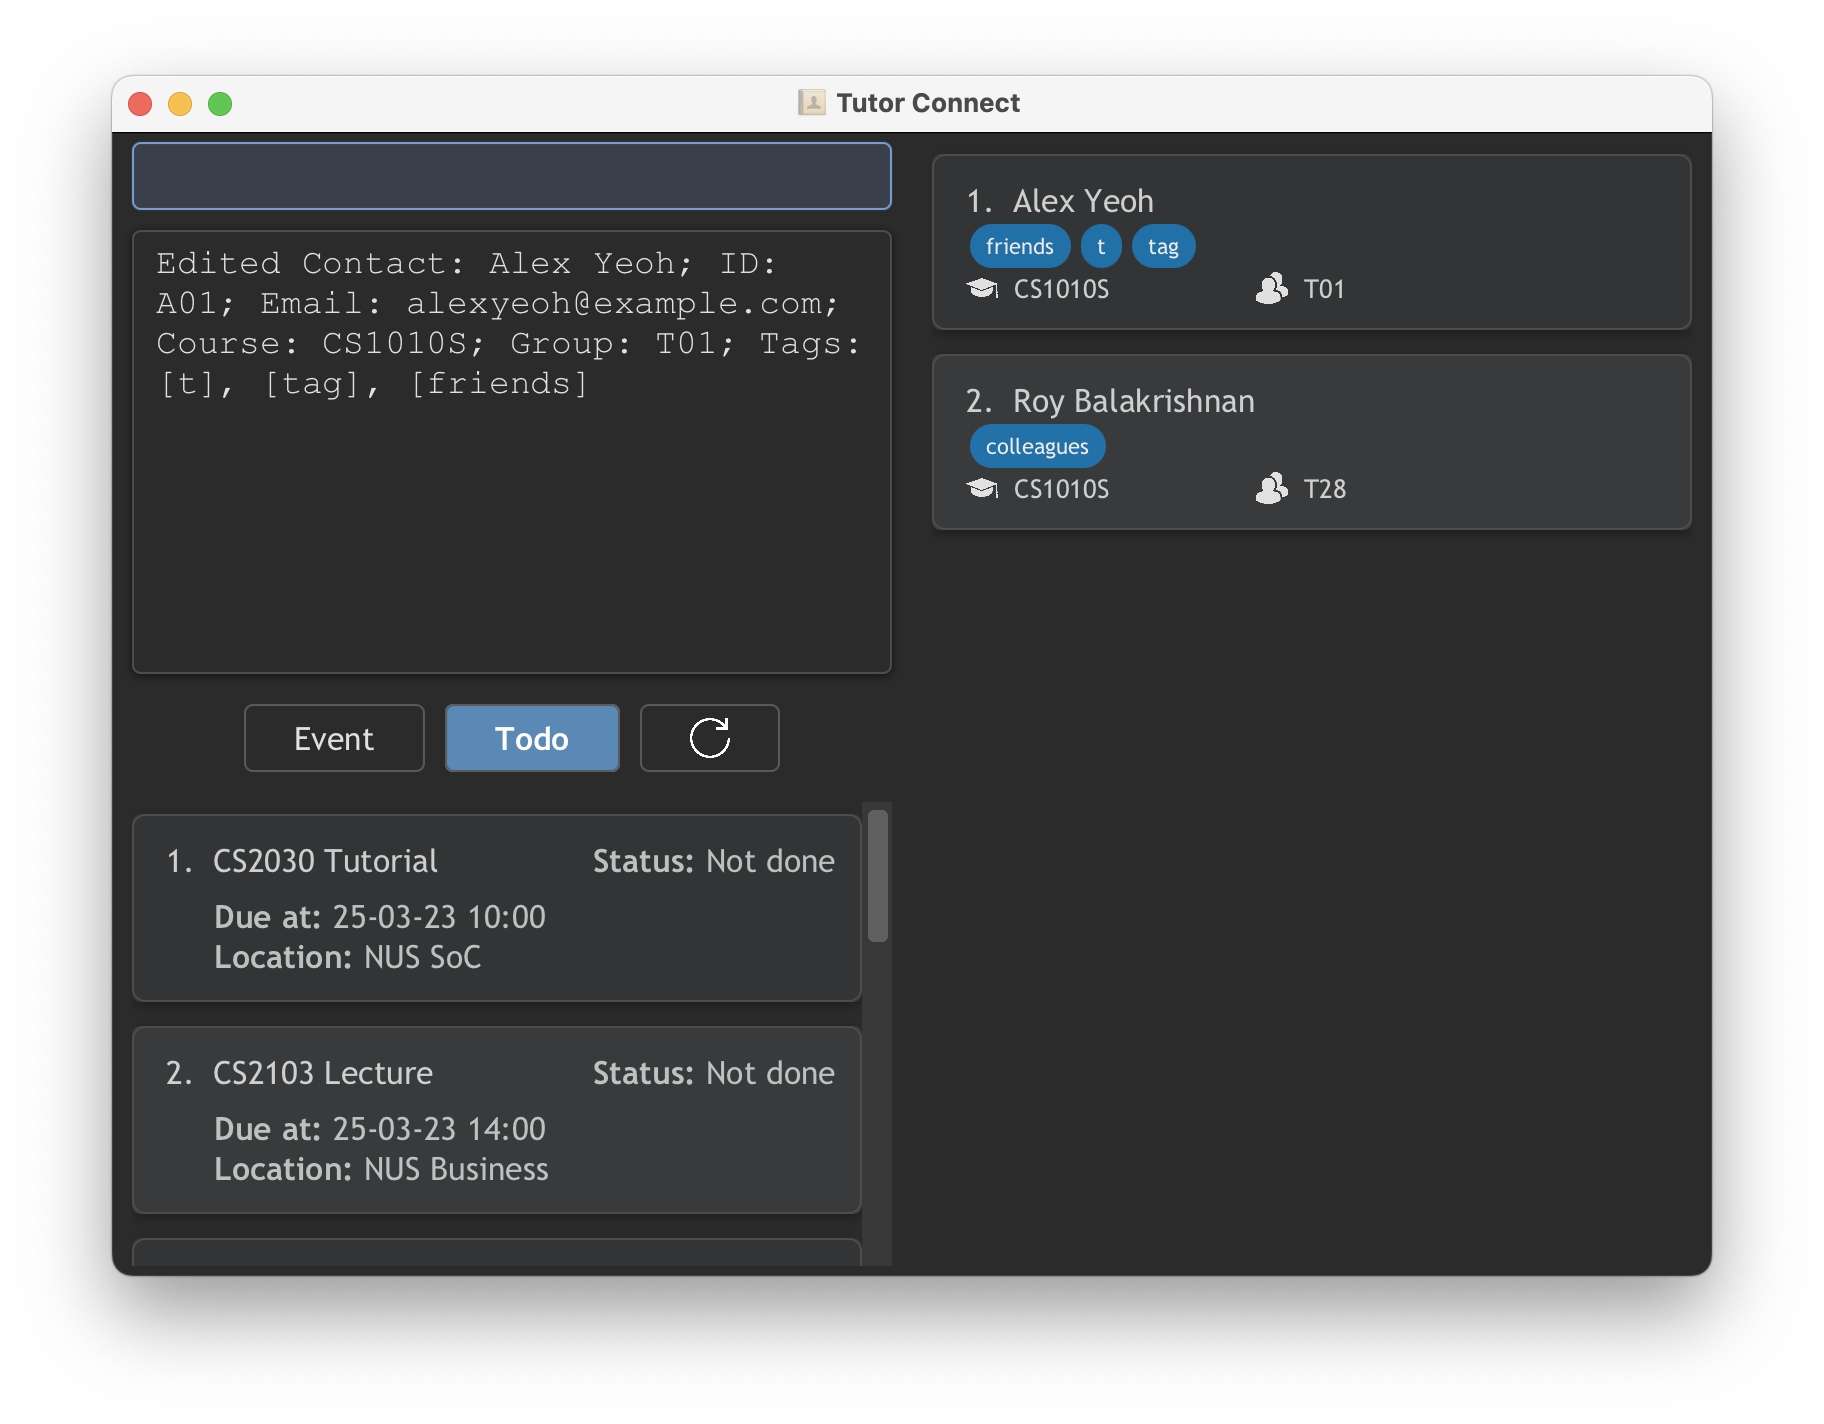 Tutor Connect
Edited Contact: Alex Yeoh; ID:
A01; Email: alexyeoh@example.com;
Course: CS1010S; Group: T01; Tags:
[t], [tag], [friends]
Event
Todo
1. CS2030 Tutorial Status: Not done
Due at: 25-03-23 10:00
Location: NUS SoC
2. CS2103 Lecture Status: Not done
Due at: 25-03-23 14:00
Location: NUS Business
1. Alex Yeoh
friends t tag
CS1010S T01
2. Roy Balakrishnan
colleagues
CS1010S T28